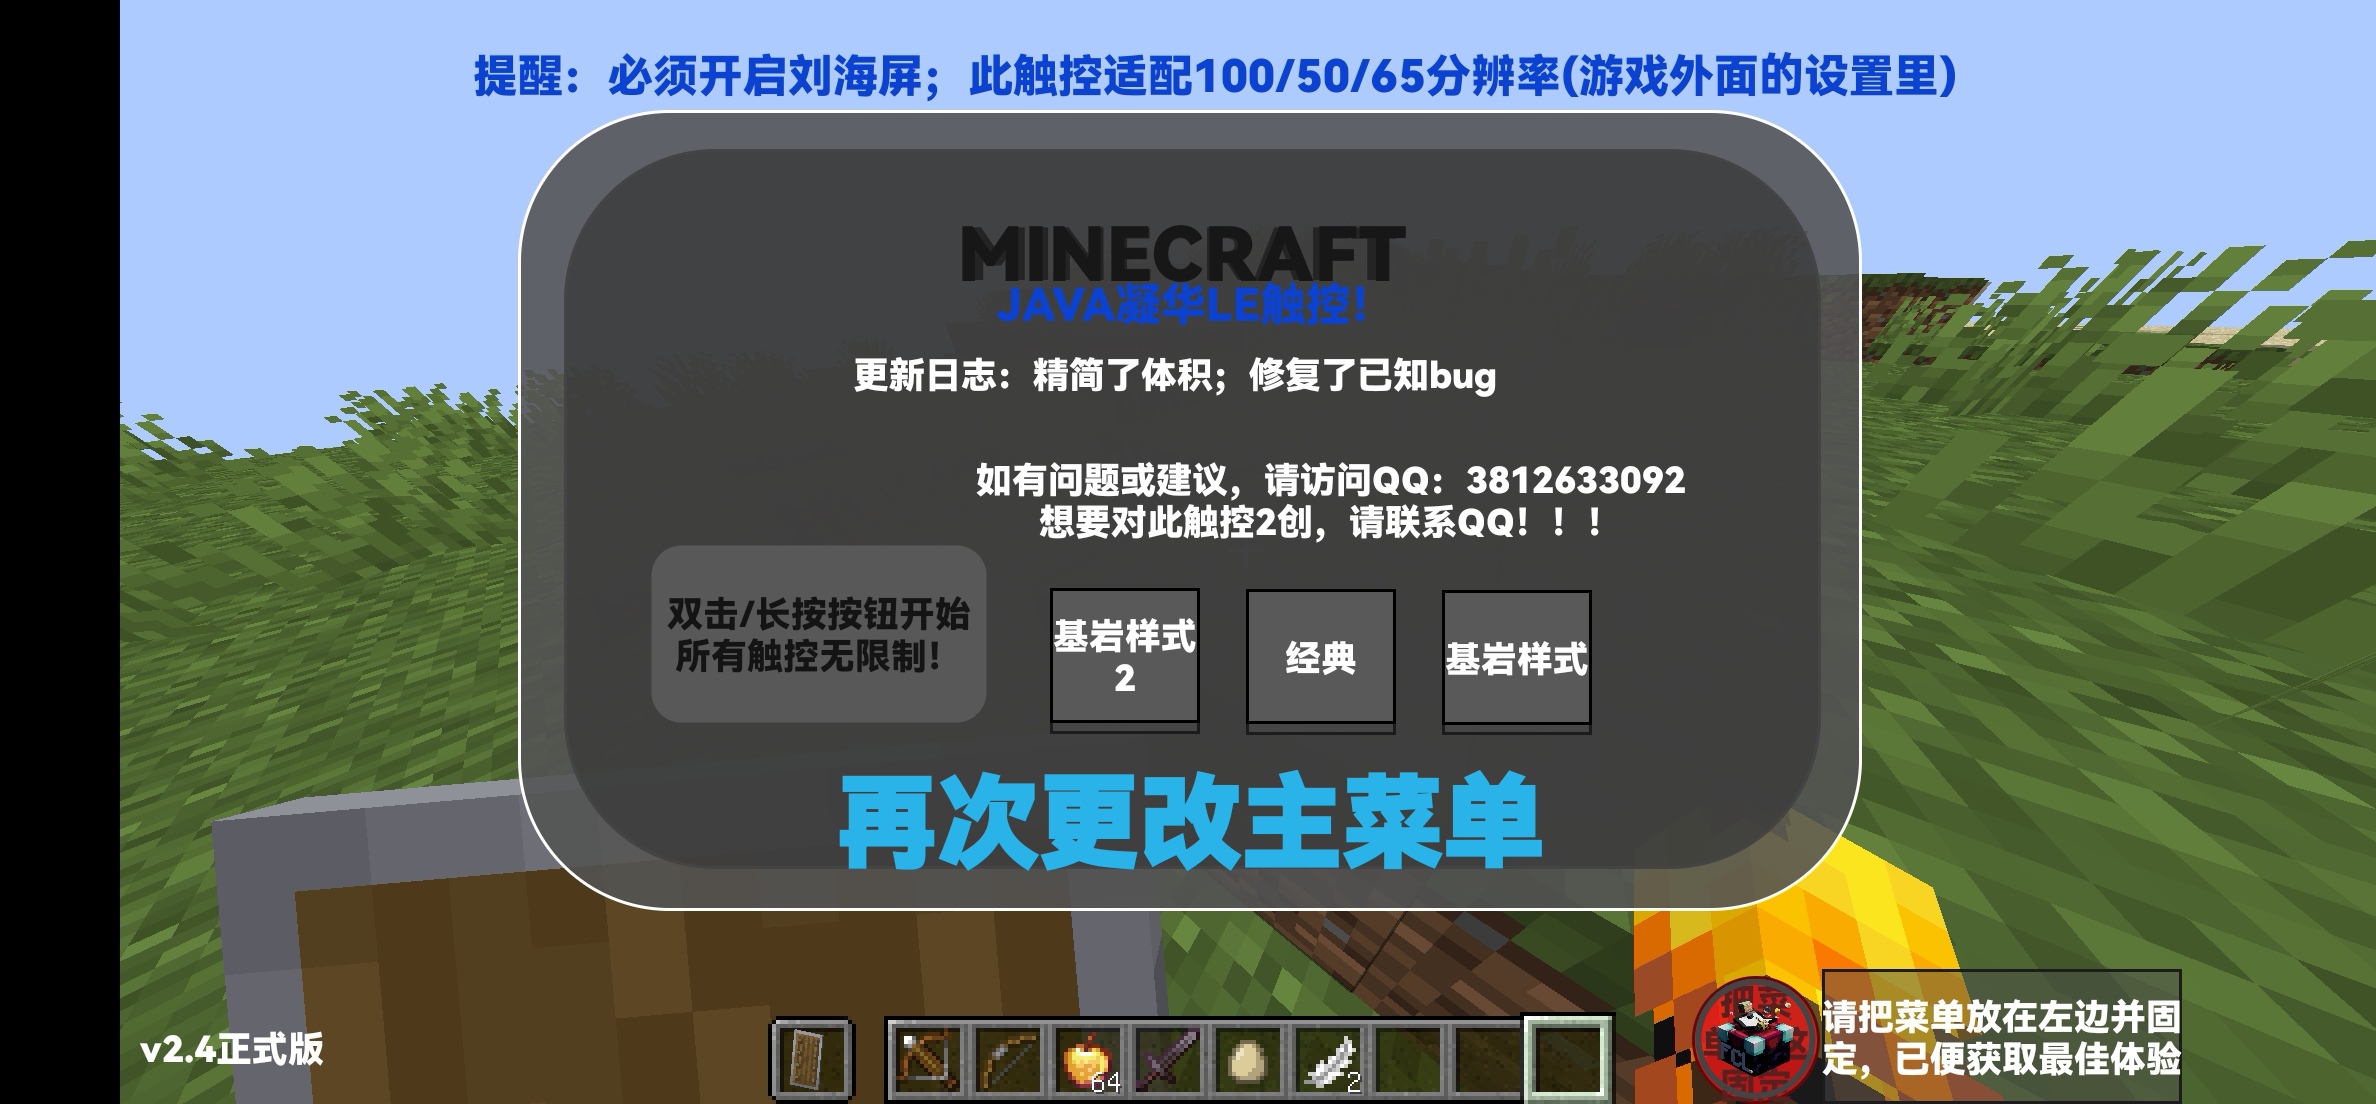 提醒：必须开启刘海屏；此触控适配100/50/65分辨率(游戏外面的设置里)
MINECRAFT
JAVA凝华LE触控！
更新日志：精简了体积；修复了已知bug
如有问题或建议，请访问QQ：3812633092
想要对此触控2创，请联系QQ！！！
双击/长按按钮开始
所有触控无限制！
基岩样式
2
经典
基岩样式
再次更改主菜单
v2.4正式版
64
2
FCL
请把菜单放在左边并固
定，已便获取最佳体验